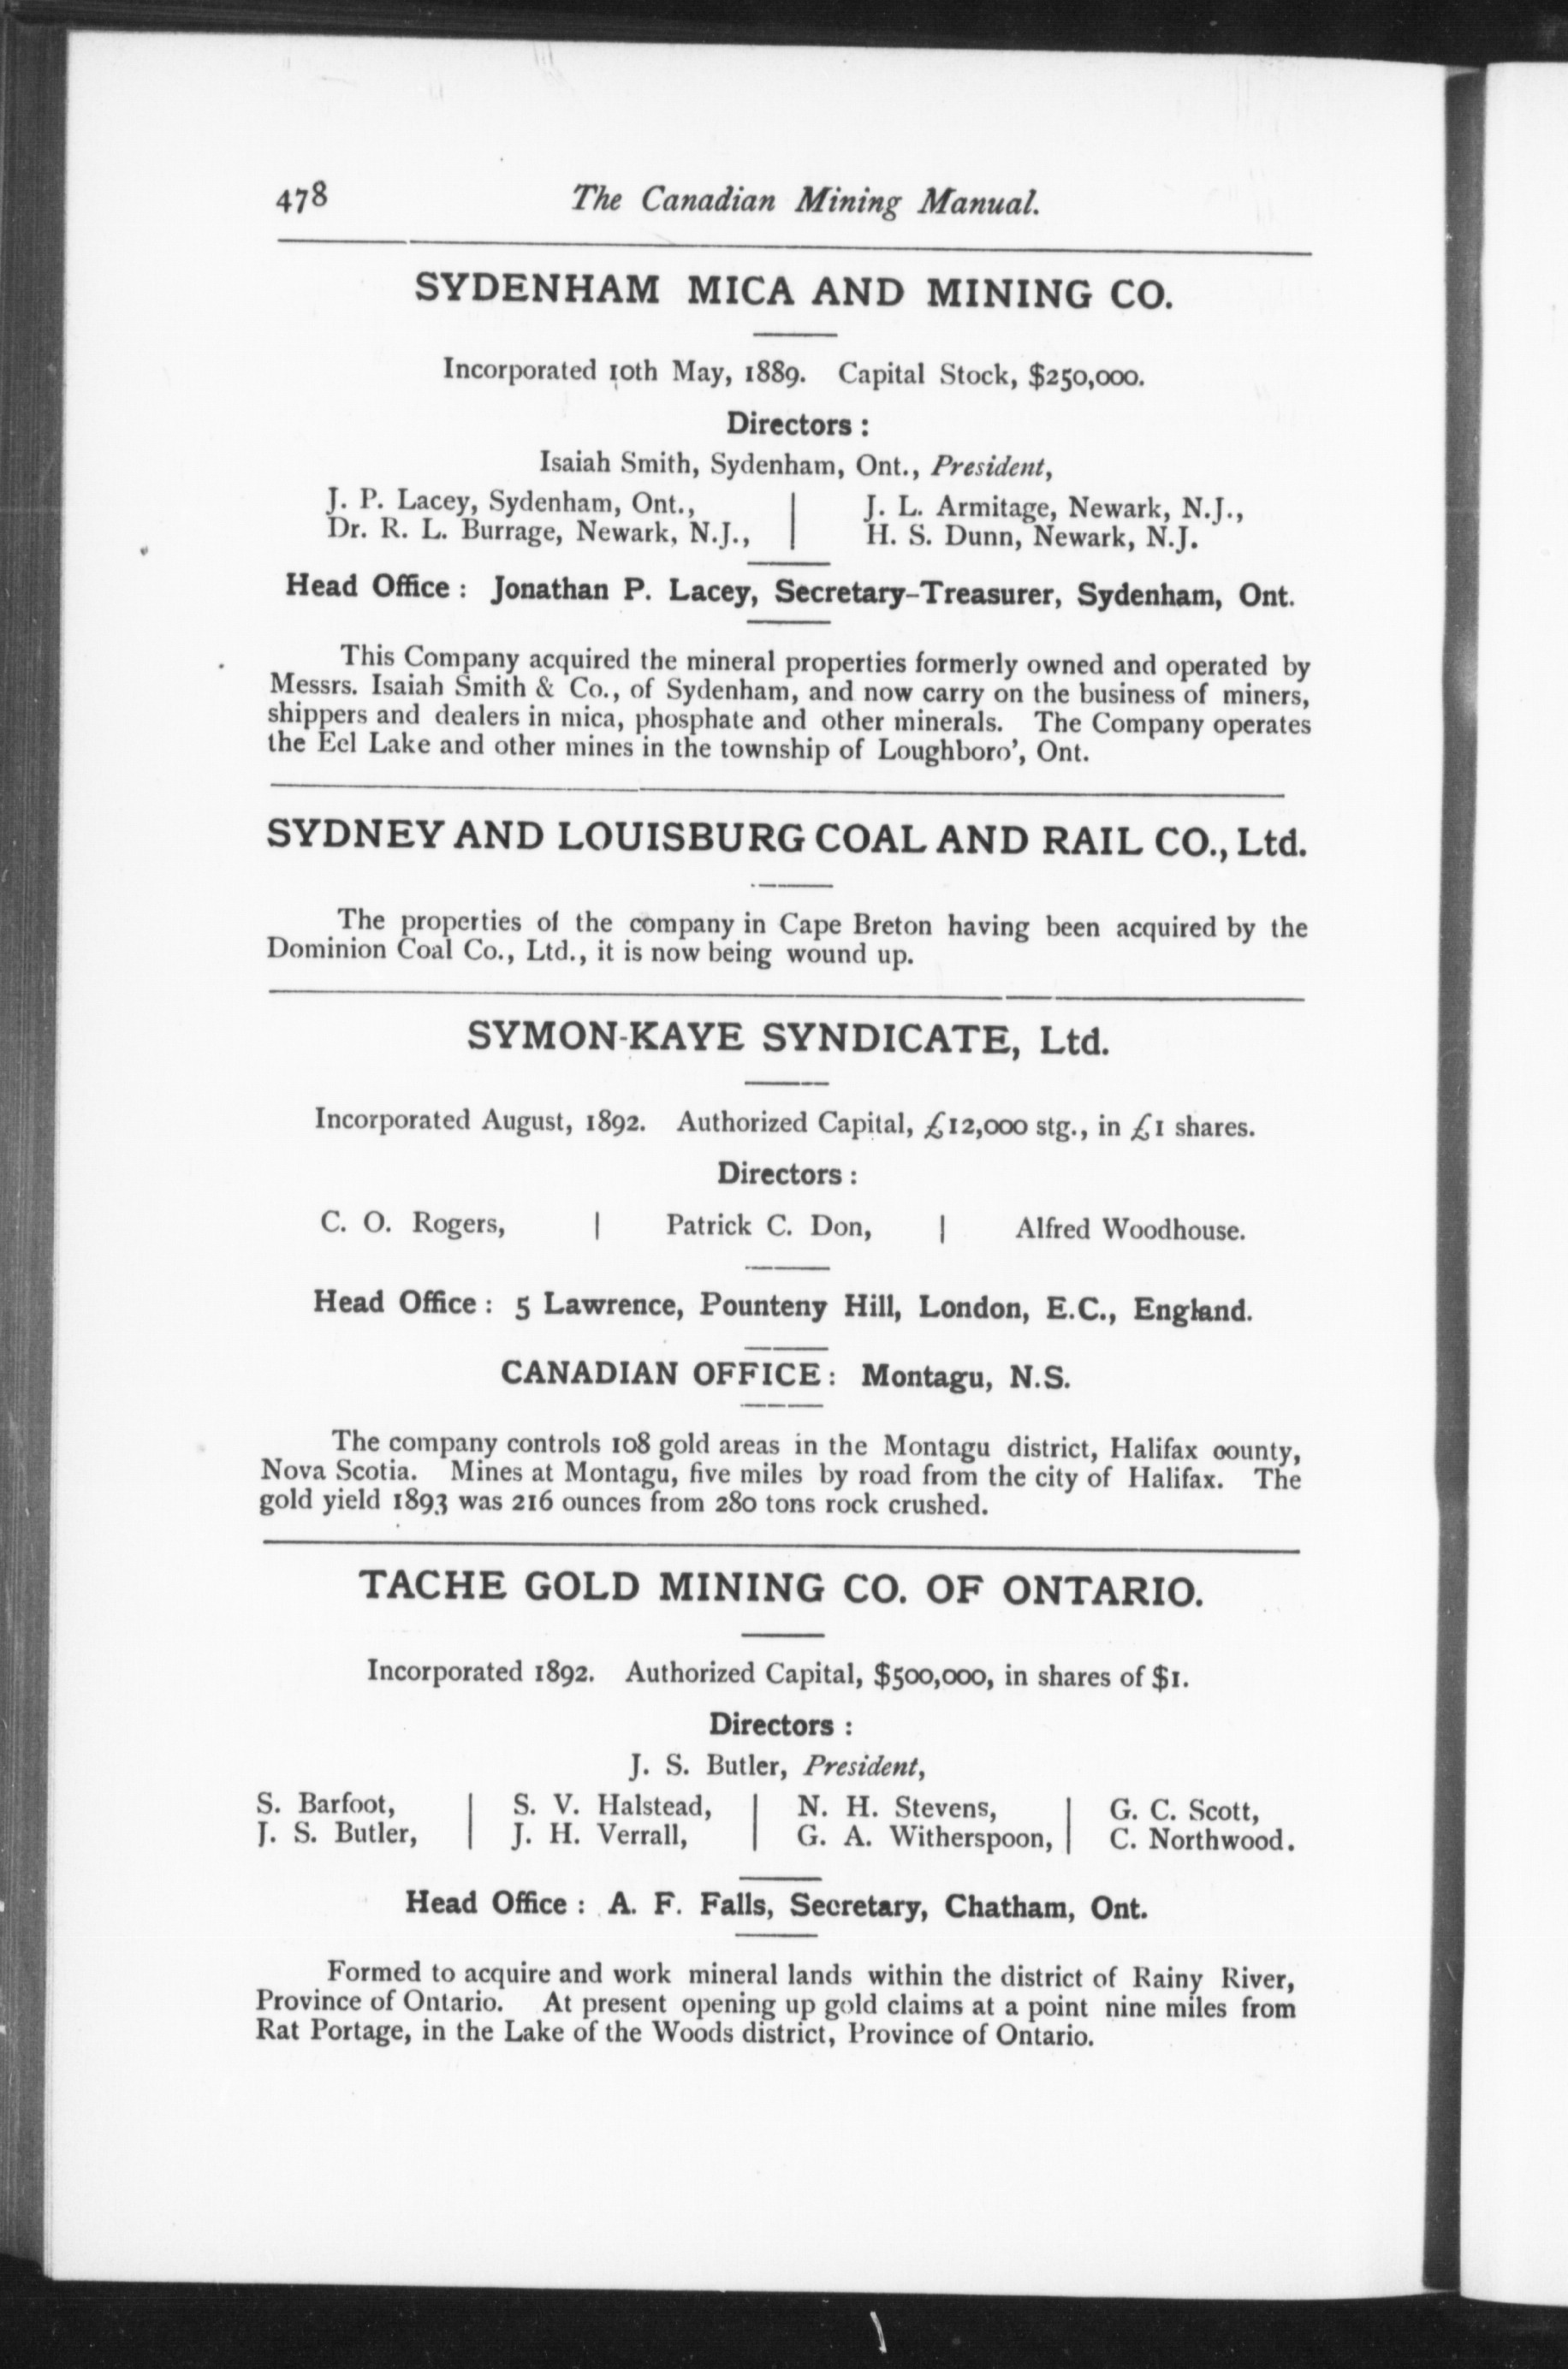 478 The Canadian Mining Manual.
SYDENHAM MICA AND MINING CO.
Incorporated 10th May, 1889. Capital Stock, $250,000.
Directors :
Isaiah Smith, Sydenham, Ont., President,
J. P. Lacey, Sydenham, Ont., | J. L. Armitage, Newark, N.J.,
Dr. R. L. Burrage, Newark, N.J., | H. S. Dunn, Newark, N.J.
Head Office : Jonathan P. Lacey, Secretary-Treasurer, Sydenham, Ont.
This Company acquired the mineral properties formerly owned and operated by
Messrs. Isaiah Smith & Co., of Sydenham, and now carry on the business of miners,
shippers and dealers in mica, phosphate and other minerals. The Company operates
the Eel Lake and other mines in the township of Loughboro', Ont.
SYDNEY AND LOUISBURG COAL AND RAIL CO., Ltd.
The properties of the company in Cape Breton having been acquired by the
Dominion Coal Co., Ltd., it is now being wound up.
SYMON-KAYE SYNDICATE, Ltd.
Incorporated August, 1892. Authorized Capital, £12,000 stg., in £1 shares.
Directors :
C. O. Rogers, | Patrick C. Don, | Alfred Woodhouse.
Head Office : 5 Lawrence, Pounteny Hill, London, E.C., England.
CANADIAN OFFICE : Montagu, N.S.
The company controls 108 gold areas in the Montagu district, Halifax county,
Nova Scotia. Mines at Montagu, five miles by road from the city of Halifax. The
gold yield 1893 was 216 ounces from 280 tons rock crushed.
TACHE GOLD MINING CO. OF ONTARIO.
Incorporated 1892. Authorized Capital, $500,000, in shares of $1.
Directors :
J. S. Butler, President,
S. Barfoot, | S. V. Halstead, | N. H. Stevens, | G. C. Scott,
J. S. Butler, | J. H. Verrall, | G. A. Witherspoon, | C. Northwood.
Head Office : A. F. Falls, Secretary, Chatham, Ont.
Formed to acquire and work mineral lands within the district of Rainy River,
Province of Ontario. At present opening up gold claims at a point nine miles from
Rat Portage, in the Lake of the Woods district, Province of Ontario.